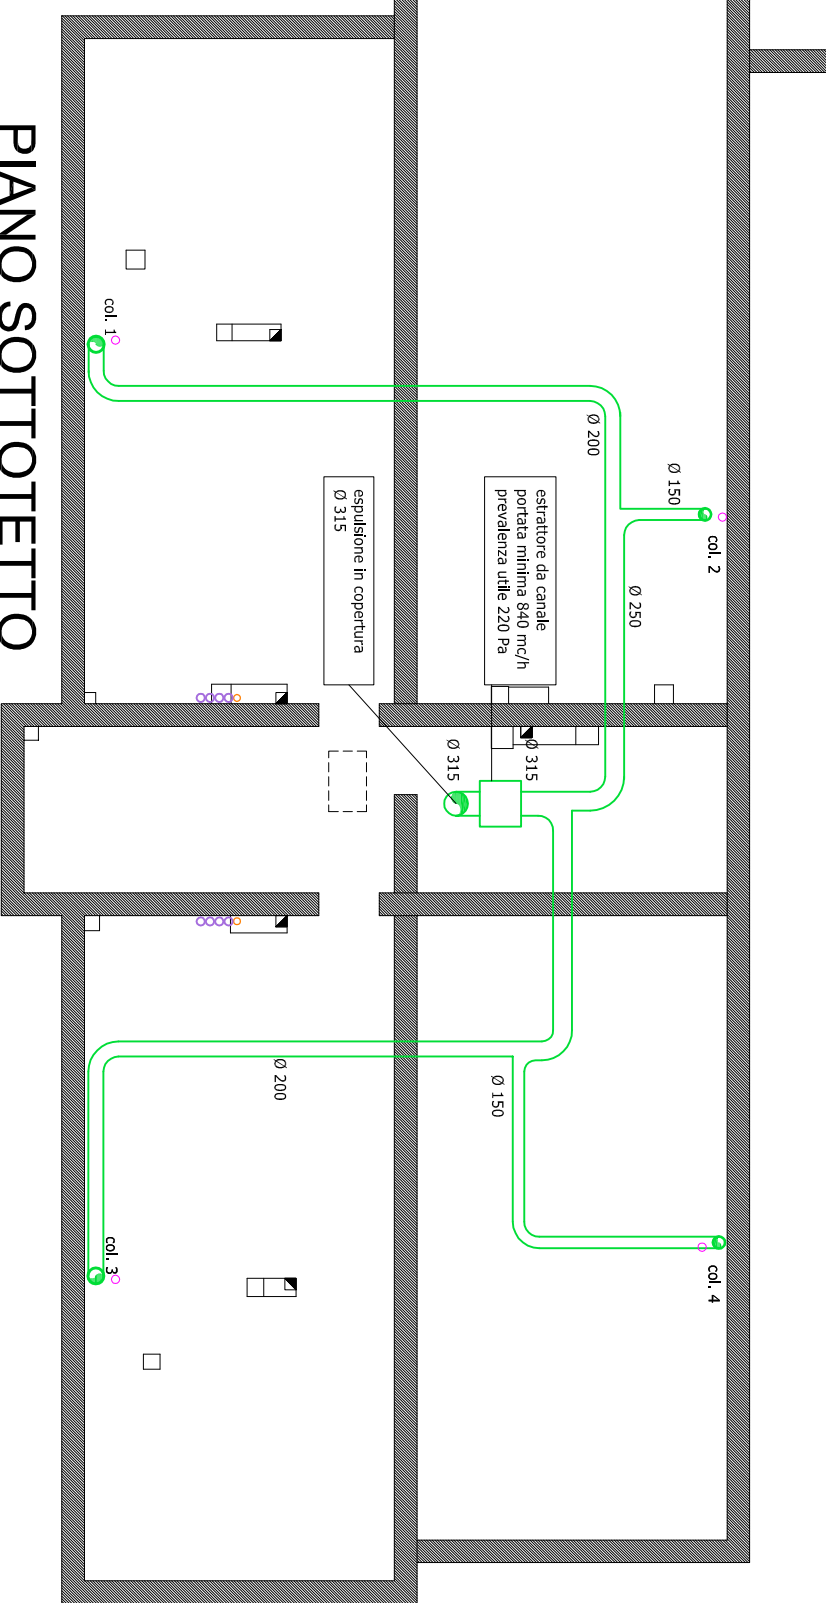 PIANO SOTTOTETTO
col. 1
Ø 200
Ø 150
col. 2
espulsione in copertura
Ø 315
estrattore da canale
portata minima 840 mc/h
prevalenza utile 220 Pa
Ø 250
Ø 315
Ø 315
Ø 200
Ø 150
col. 3
col. 4